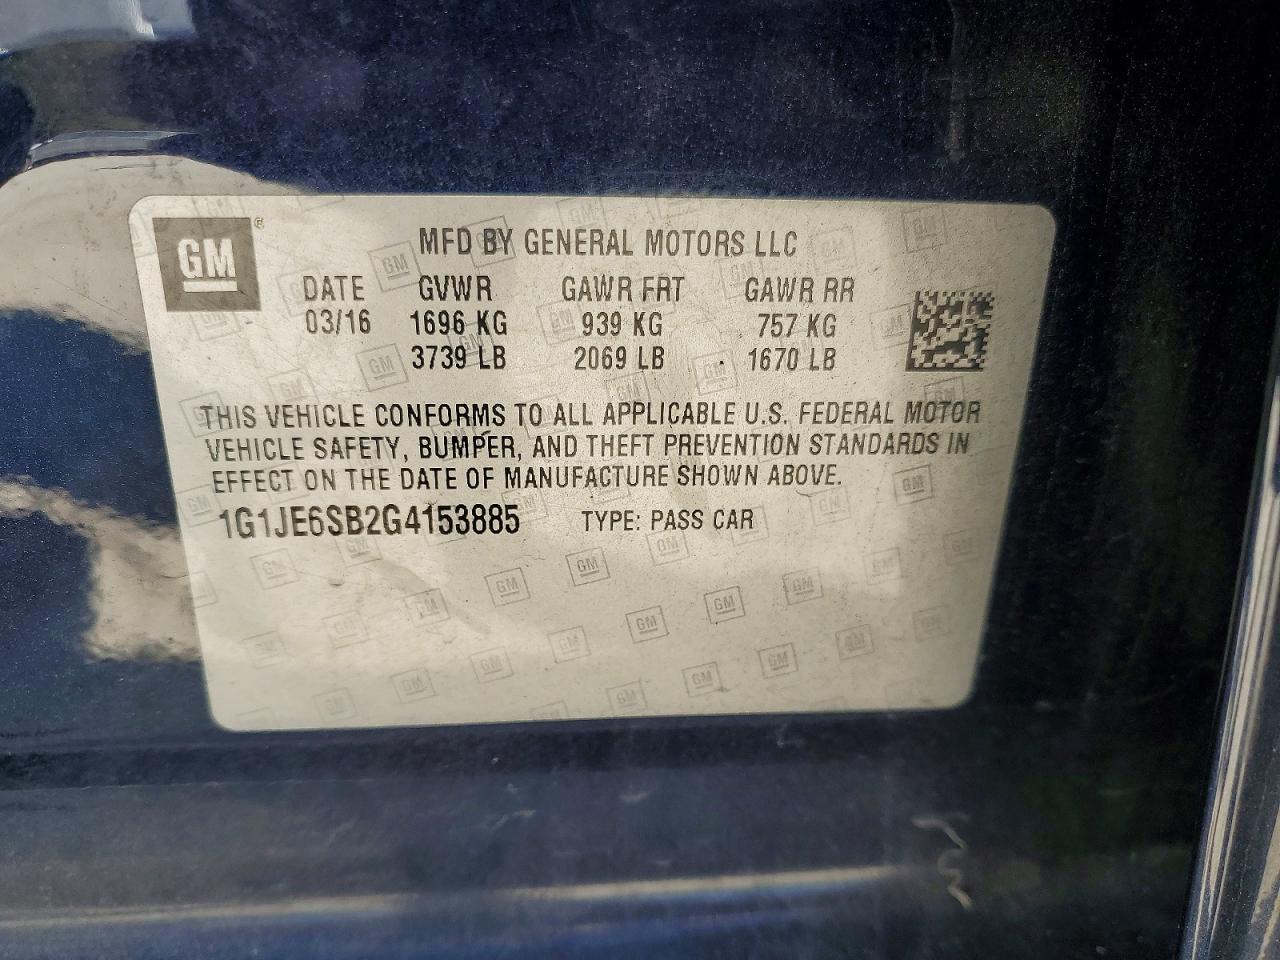 GM ®
MFD BY GENERAL MOTORS LLC
DATE GVWR GAWR FRT GAWR RR
03/16 1696 KG 939 KG 757 KG
3739 LB 2069 LB 1670 LB
THIS VEHICLE CONFORMS TO ALL APPLICABLE U.S. FEDERAL MOTOR
VEHICLE SAFETY, BUMPER, AND THEFT PREVENTION STANDARDS IN
EFFECT ON THE DATE OF MANUFACTURE SHOWN ABOVE.
1G1JE6SB2G4153885 TYPE: PASS CAR